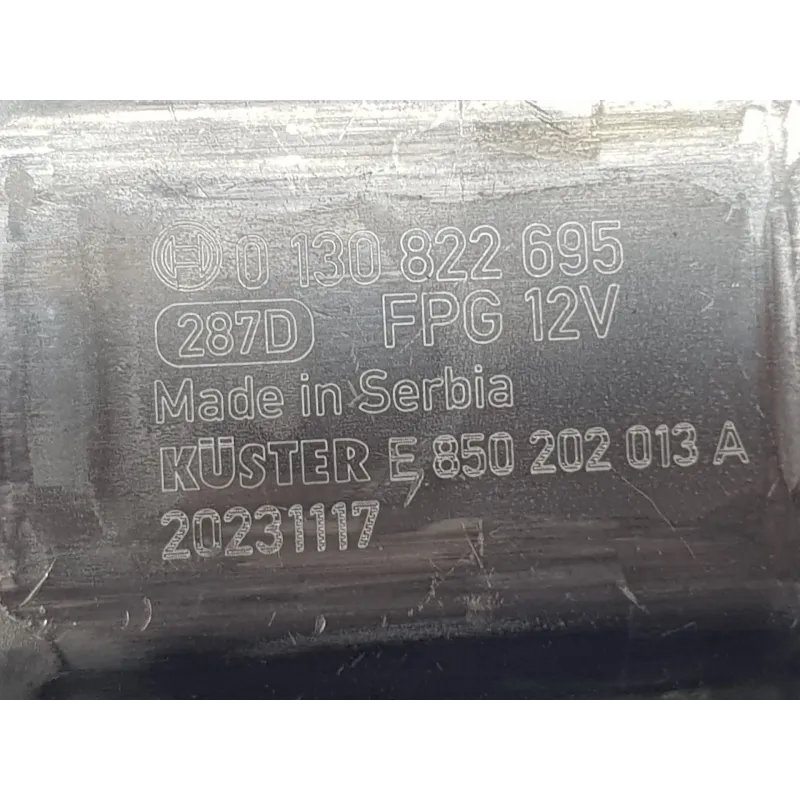 0 130 822 695
287D FPG 12V
Made in Serbia
KÜSTER E 850 202 013 A
20231117